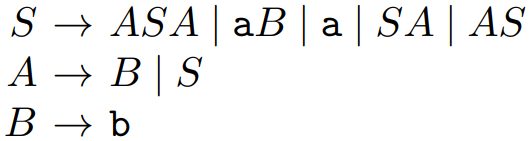 S → ASA | aB | a | SA | AS
A → B | S
B → b